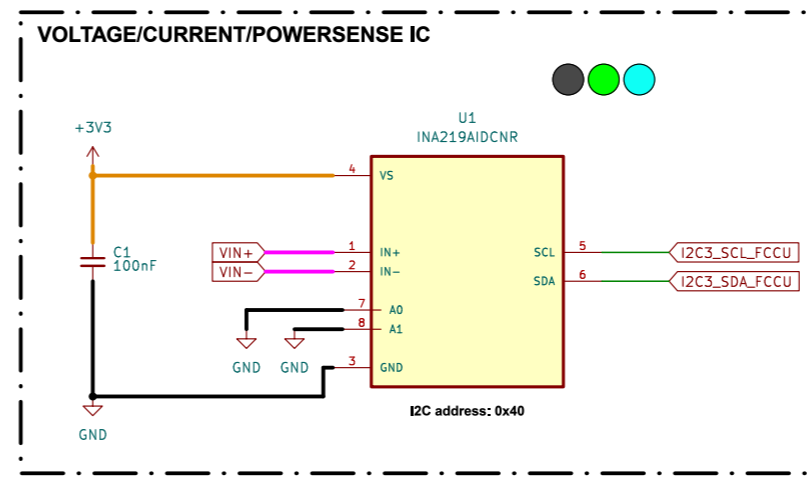 VOLTAGE/CURRENT/POWERSENSE IC
U1
INA219AIDCNR
+3V3
4
VS
C1
100nF
VIN+
1
IN+
SCL
5
I2C3_SCL_FCCU
VIN-
2
IN-
SDA
6
I2C3_SDA_FCCU
7
A0
8
A1
GND
GND
3
GND
I2C address: 0x40
GND